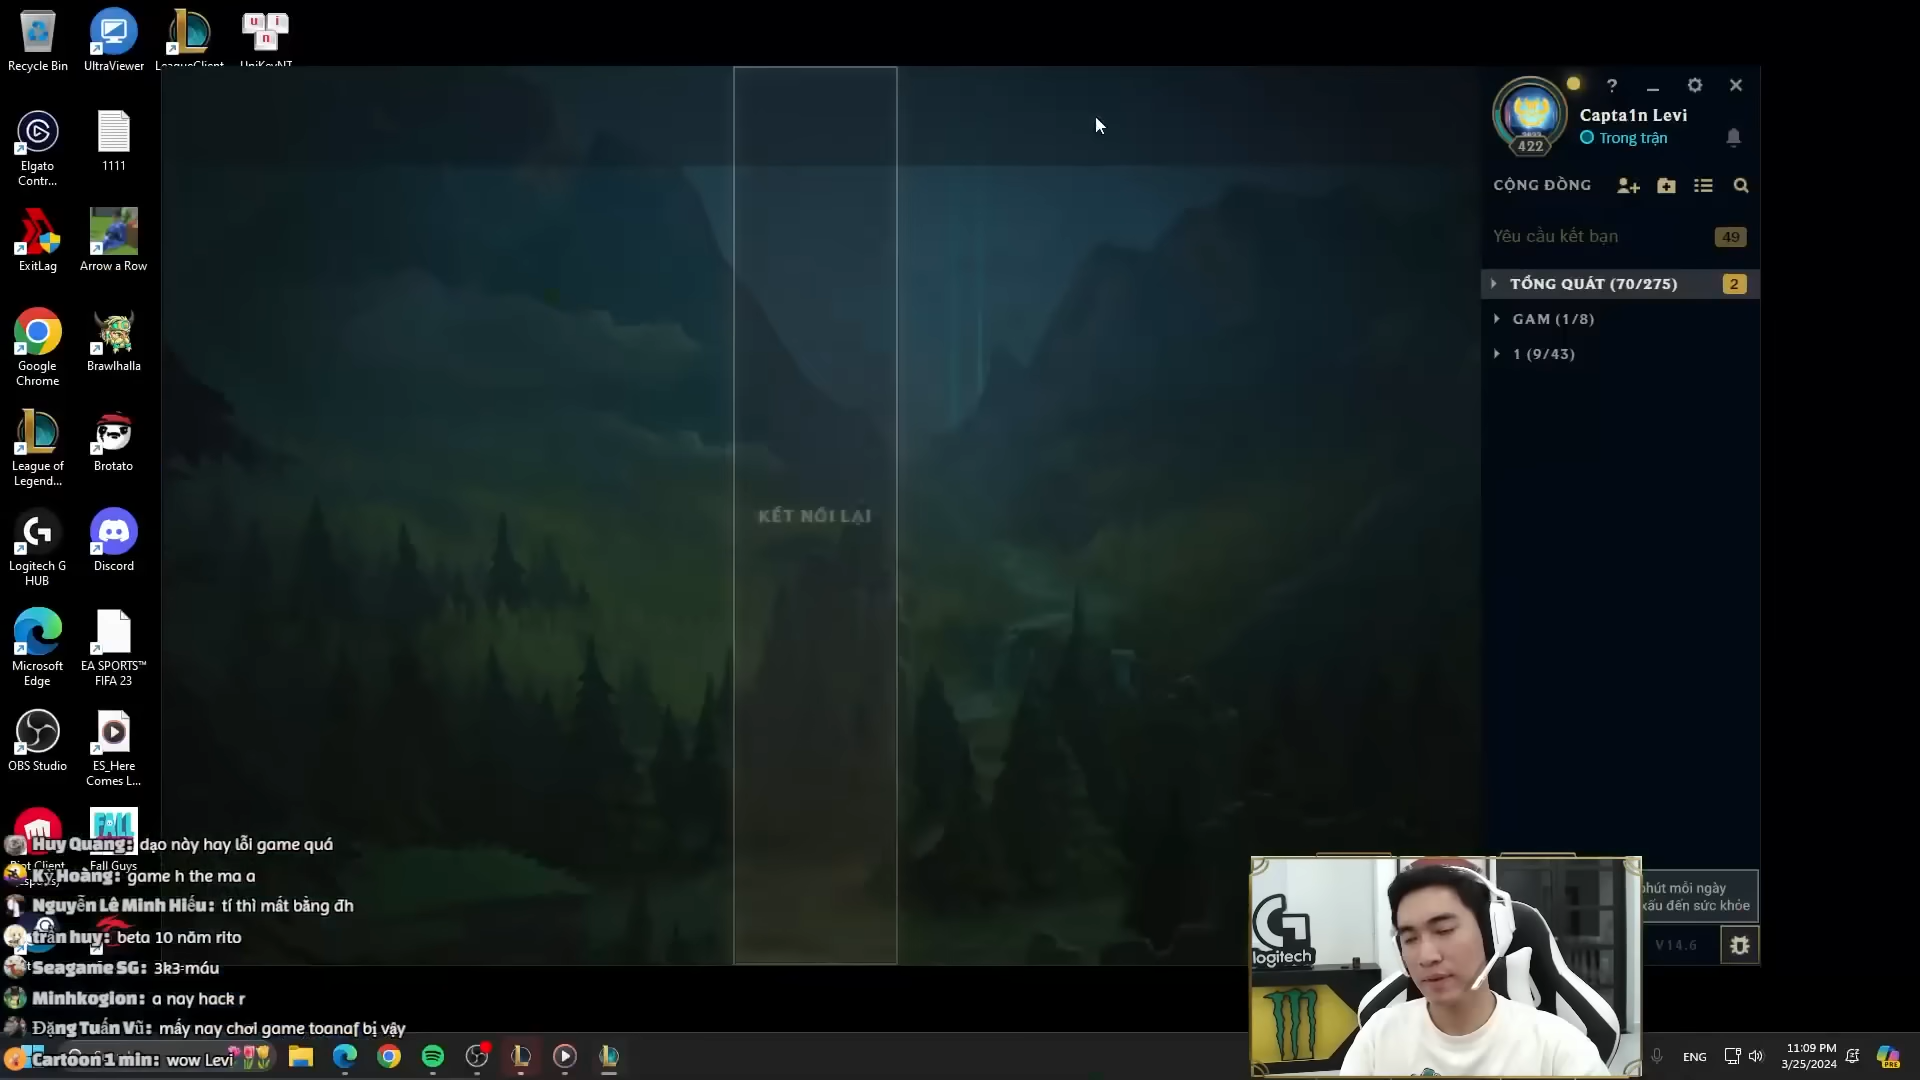 Recycle Bin
UltraViewer
LeagueClient
UniKeyNT
Elgato
Contr...
1111
ExitLag
Arrow a Row
Google
Chrome
Brawlhalla
League of
Legend...
Brotato
Logitech G
HUB
Discord
Microsoft
Edge
EA SPORTS™
FIFA 23
OBS Studio
ES_Here
Comes L...
FALL
Fall Guys
KẾT NỐI LẠI
422
Capta1n Levi
Trong trận
CỘNG ĐỒNG
Yêu cầu kết bạn
49
TỔNG QUÁT (70/275)
2
GAM (1/8)
1 (9/43)
phút mỗi ngày
xấu đến sức khỏe
V14.6
Huy Quang: dạo này hay lỗi game quá
Kỳ Hoàng: game h the ma a
Nguyễn Lê Minh Hiếu: tí thì mất bằng đh
trần huy: beta 10 năm rito
Seagame SG: 3k3 máu
Minhkogion: a nay hack r
Đặng Tuấn Vũ: mấy nay chơi game toanaf bị vậy
Cartoon 1 min: wow Levi
logitech
ENG
11:09 PM
3/25/2024
PRE